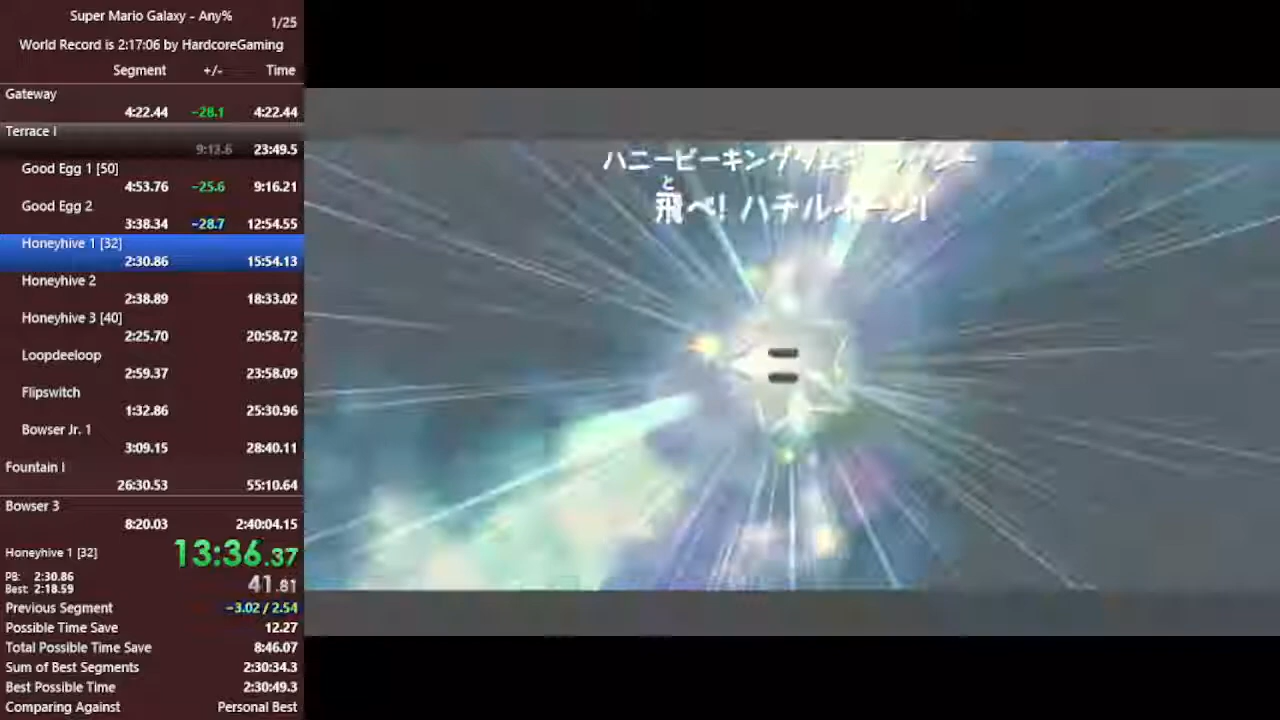 Super Mario Galaxy - Any%
1/25
World Record is 2:17:06 by HardcoreGaming
Segment +/- Time
Gateway
4:22.44 -28.1 4:22.44
Terrace I
9:13.6 23:49.5
Good Egg 1 [50]
4:53.76 -25.6 9:16.21
Good Egg 2
3:38.34 -28.7 12:54.55
Honeyhive 1 [32]
2:30.86 15:54.13
Honeyhive 2
2:38.89 18:33.02
Honeyhive 3 [40]
2:25.70 20:58.72
Loopdeeloop
2:59.37 23:58.09
Flipswitch
1:32.86 25:30.96
Bowser Jr. 1
3:09.15 28:40.11
Fountain I
26:30.53 55:10.64
Bowser 3
8:20.03 2:40:04.15
Honeyhive 1 [32] 13:36.37
PB: 2:30.86
Best: 2:18.59
41.81
Previous Segment -3.02 / 2.54
Possible Time Save 12.27
Total Possible Time Save 8:46.07
Sum of Best Segments 2:30:34.3
Best Possible Time 2:30:49.3
Comparing Against Personal Best
と
飛べ!